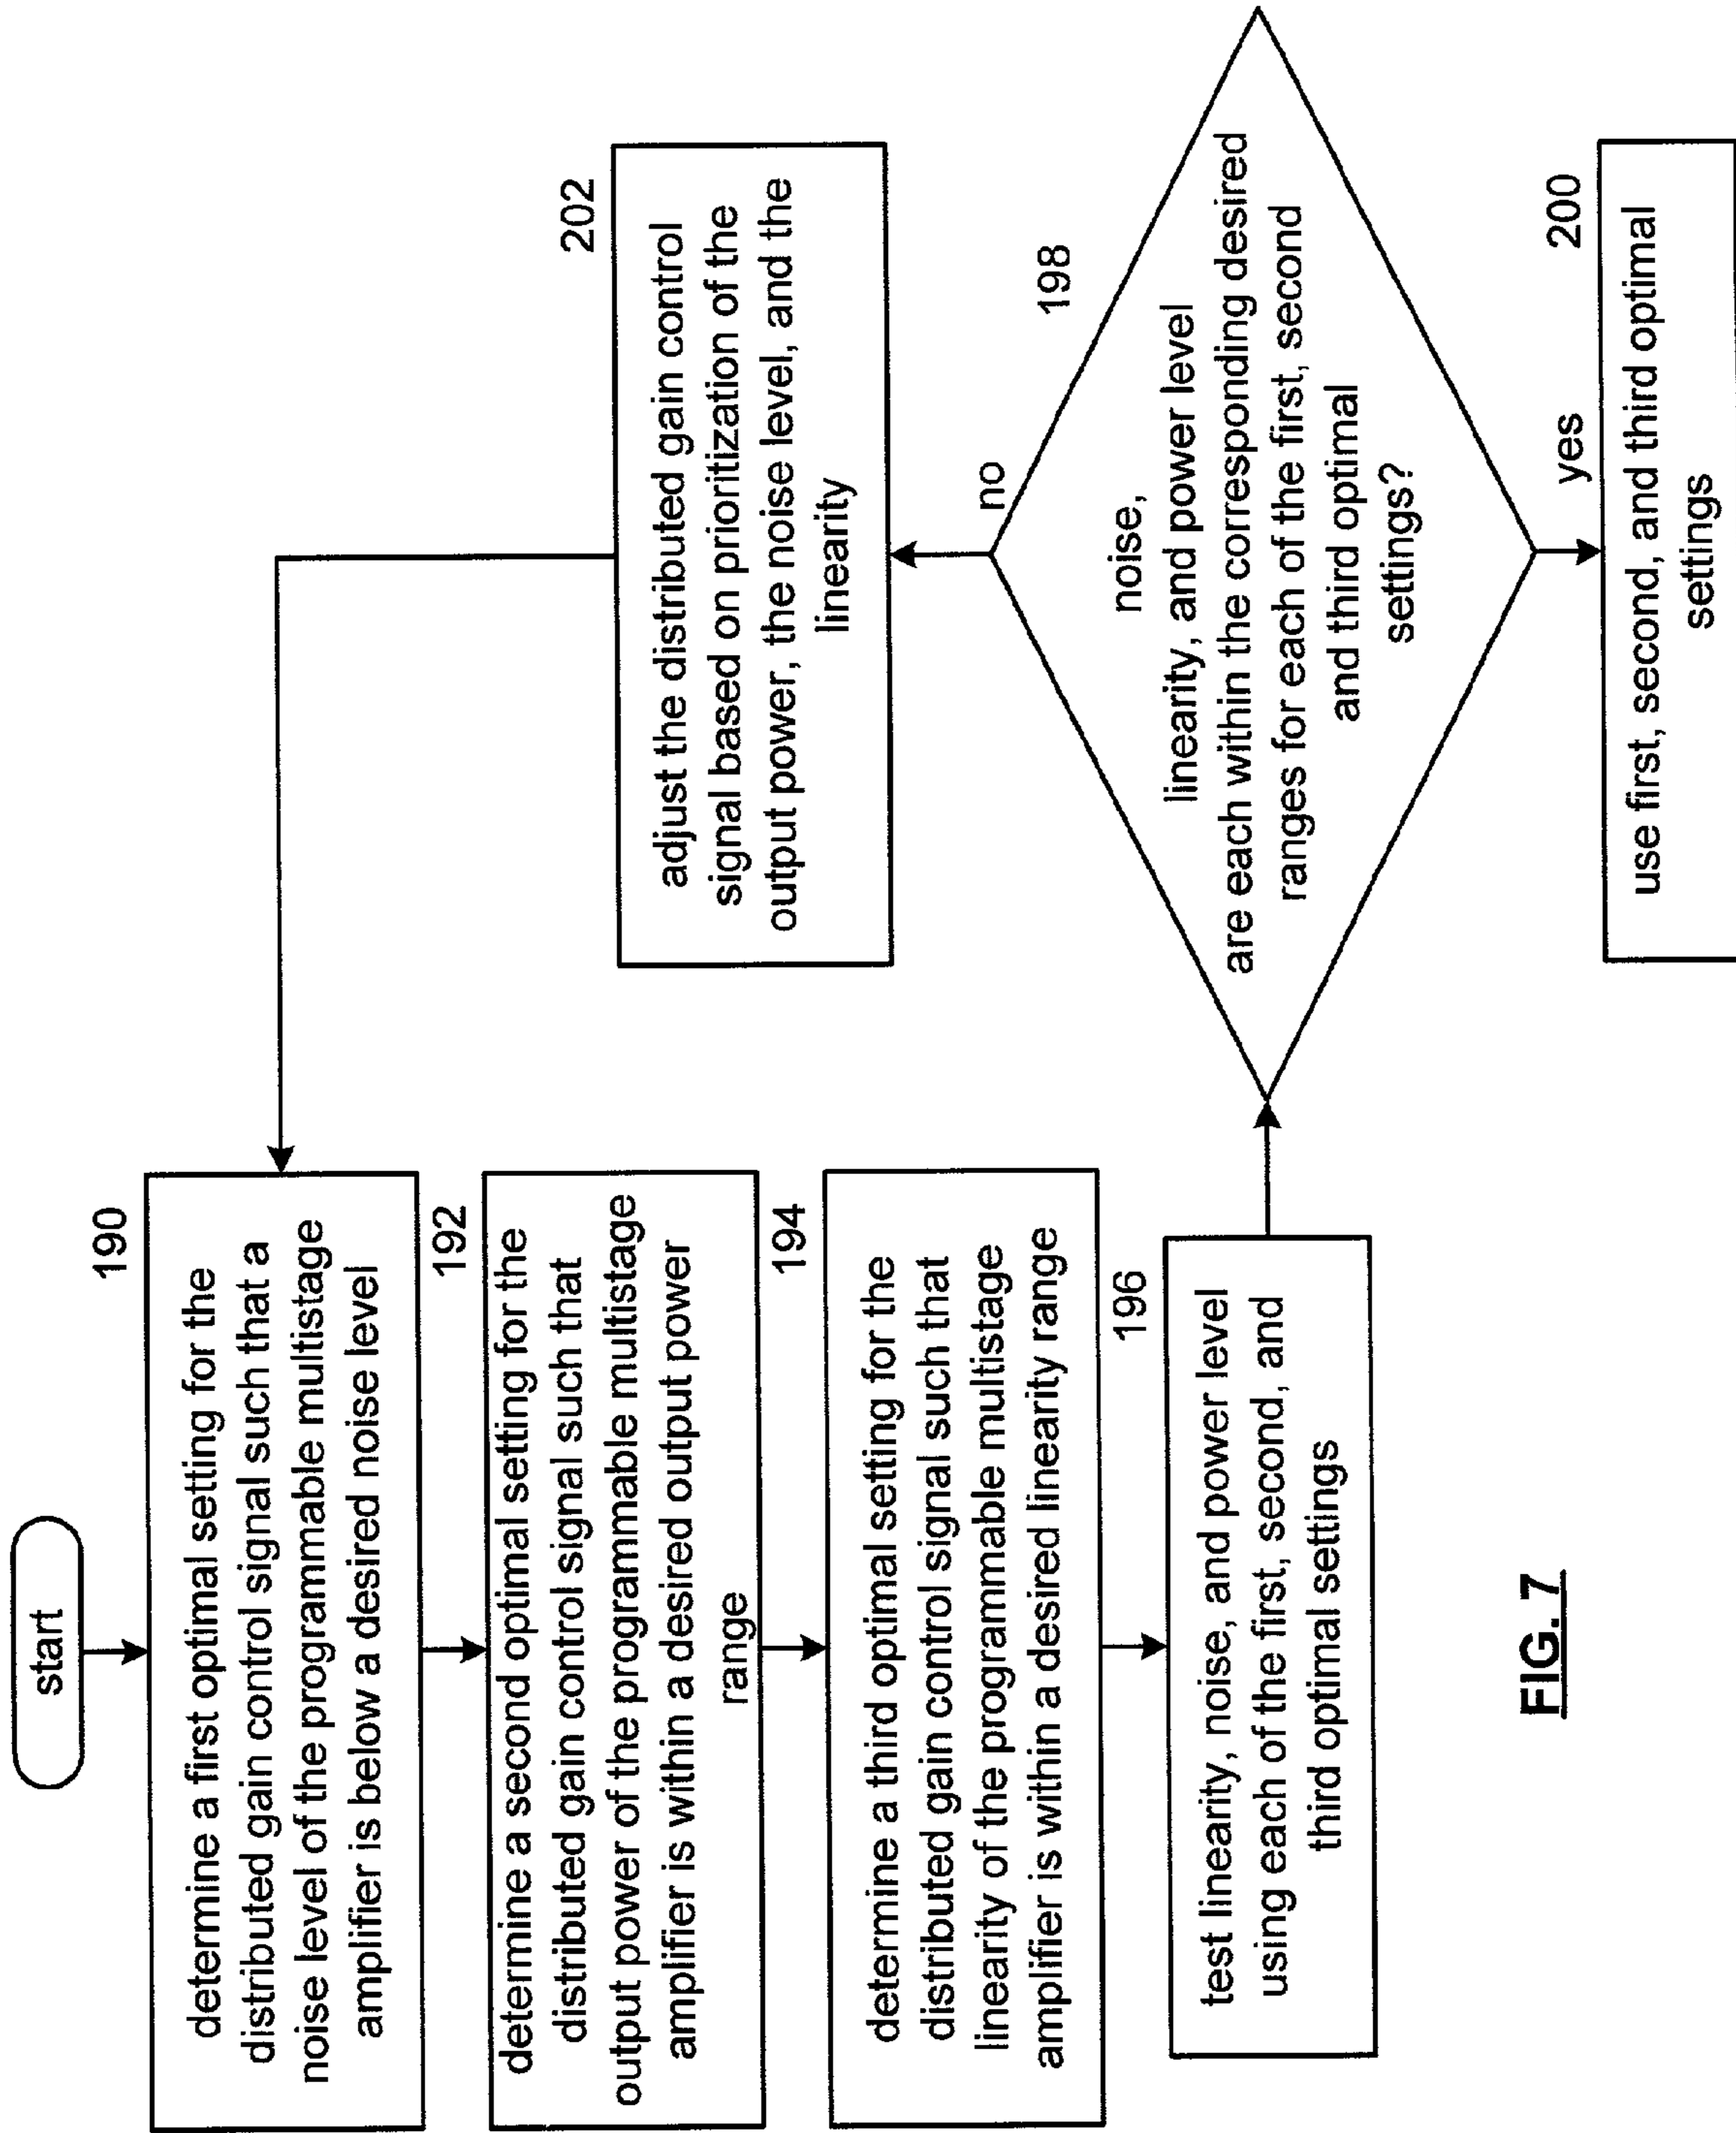 start
190
determine a first optimal setting for the
distributed gain control signal such that a
noise level of the programmable multistage
amplifier is below a desired noise level
192
determine a second optimal setting for the
distributed gain control signal such that
output power of the programmable multistage
amplifier is within a desired output power
range
194
determine a third optimal setting for the
distributed gain control signal such that
linearity of the programmable multistage
amplifier is within a desired linearity range
196
test linearity, noise, and power level
using each of the first, second, and
third optimal settings
202
adjust the distributed gain control
signal based on prioritization of the
output power, the noise level, and the
linearity
no
198
noise,
linearity, and power level
are each within the corresponding desired
ranges for each of the first, second
and third optimal
settings?
yes
200
use first, second, and third optimal
settings
FIG. 7